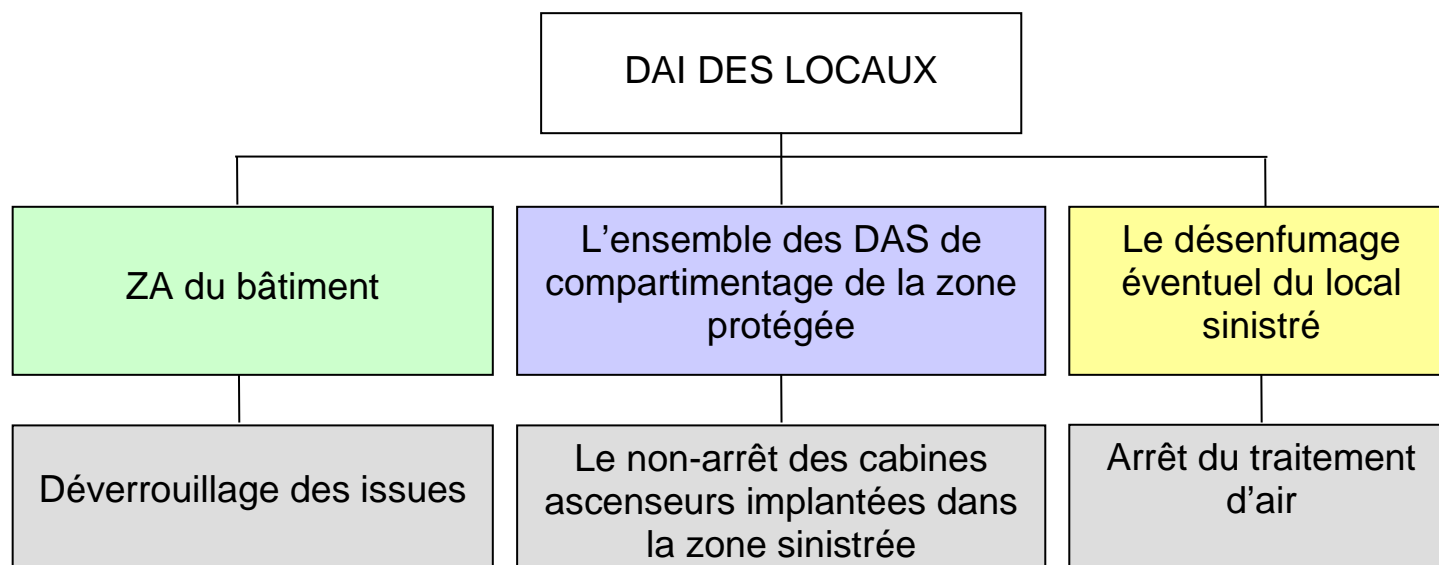 DAI DES LOCAUX
ZA du bâtiment
L’ensemble des DAS de
compartimentage de la zone
protégée
Le désenfumage
éventuel du local
sinistré
Déverrouillage des issues
Le non-arrêt des cabines
ascenseurs implantées dans
la zone sinistrée
Arrêt du traitement
d’air